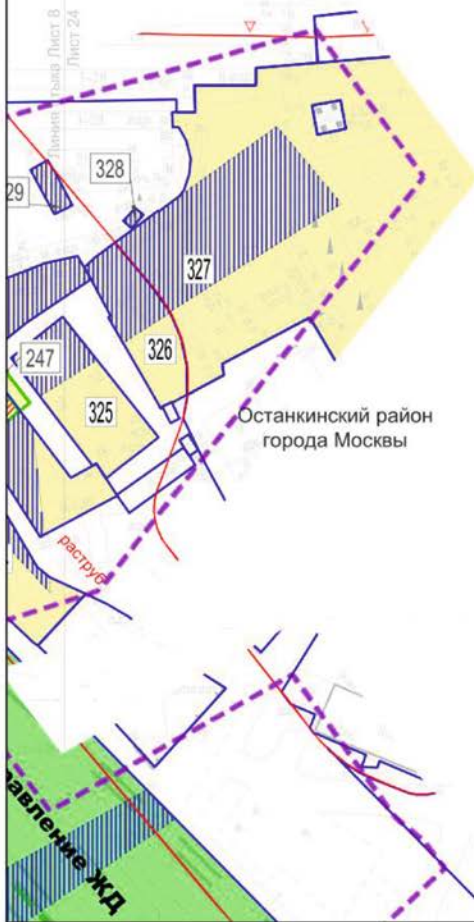 Линия стыка Лист 8
Лист 24
328
29
327
326
247
325
Останкинский район
города Москвы
раструб
авление ЖД